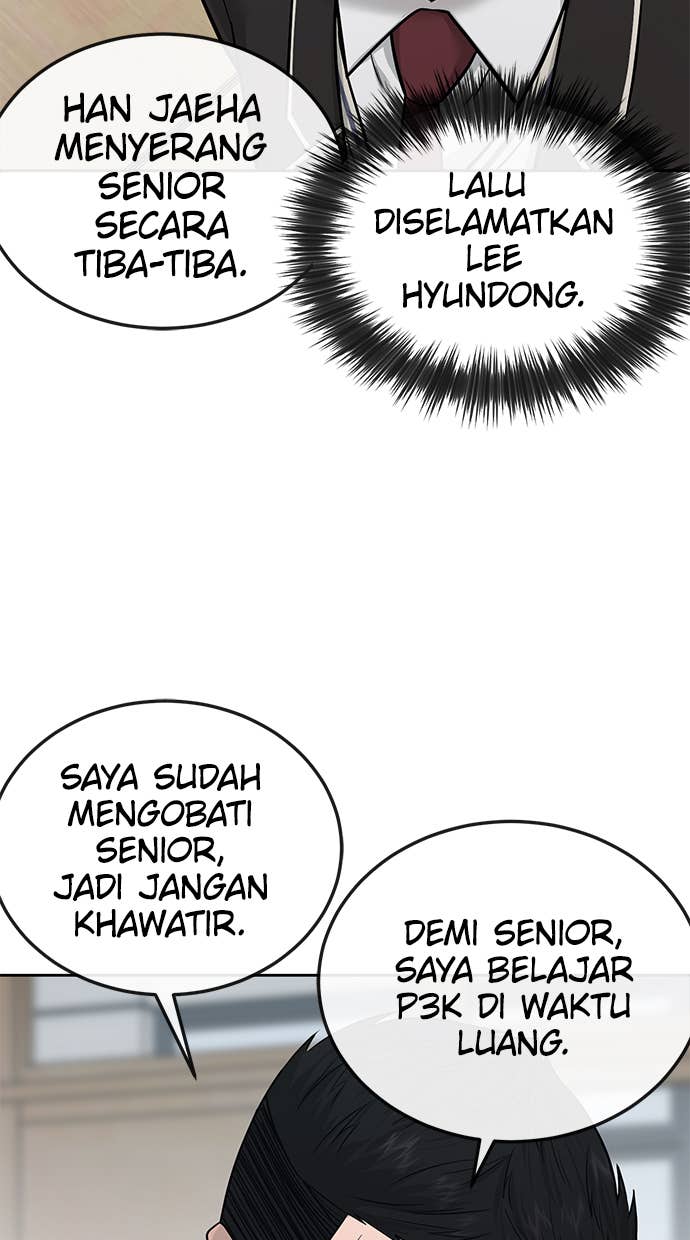 HAN JAEHA
MENYERANG
SENIOR
SECARA
TIBA-TIBA.
LALU
DISELAMATKAN
LEE
HYUNDONG.
SAYA SUDAH
MENGOBATI
SENIOR,
JADI JANGAN
KHAWATIR.
DEMI SENIOR,
SAYA BELAJAR
P3K DI WAKTU
LUANG.